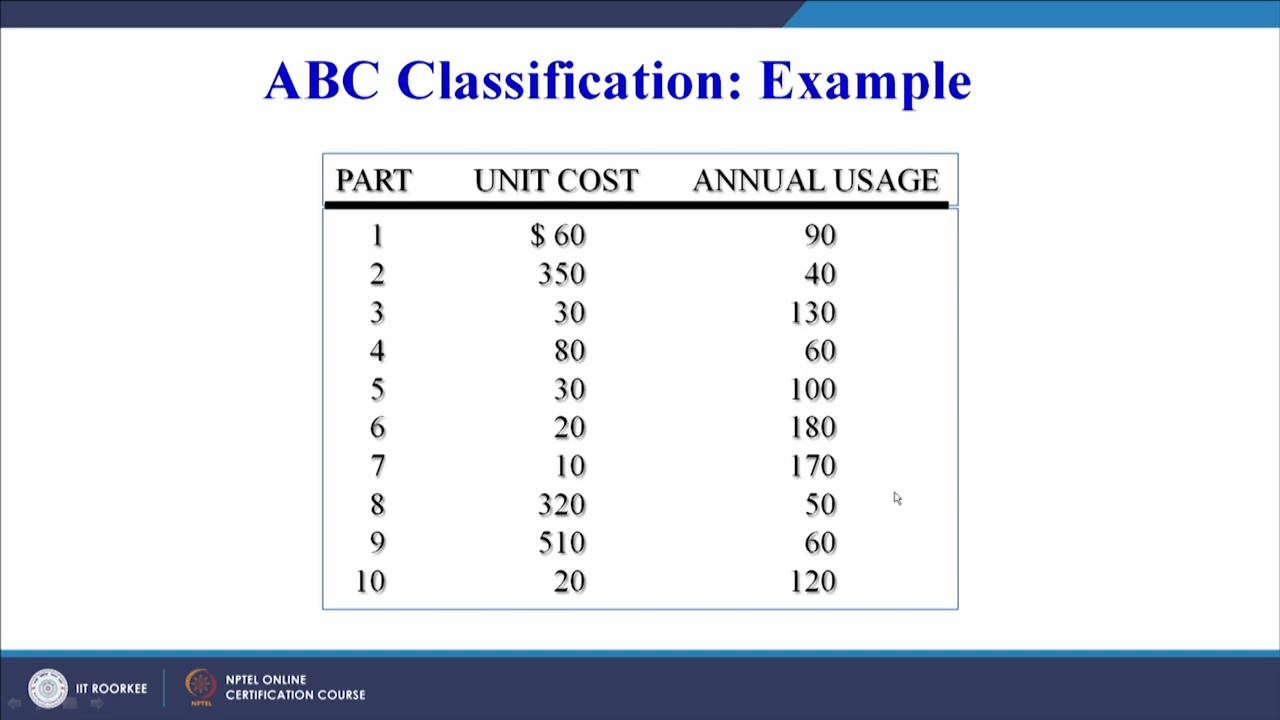 ABC Classification: Example
PART UNIT COST ANNUAL USAGE
1 $ 60 90
2 350 40
3 30 130
4 80 60
5 30 100
6 20 180
7 10 170
8 320 50
9 510 60
10 20 120
IIT ROORKEE
NPTEL
NPTEL ONLINE
CERTIFICATION COURSE